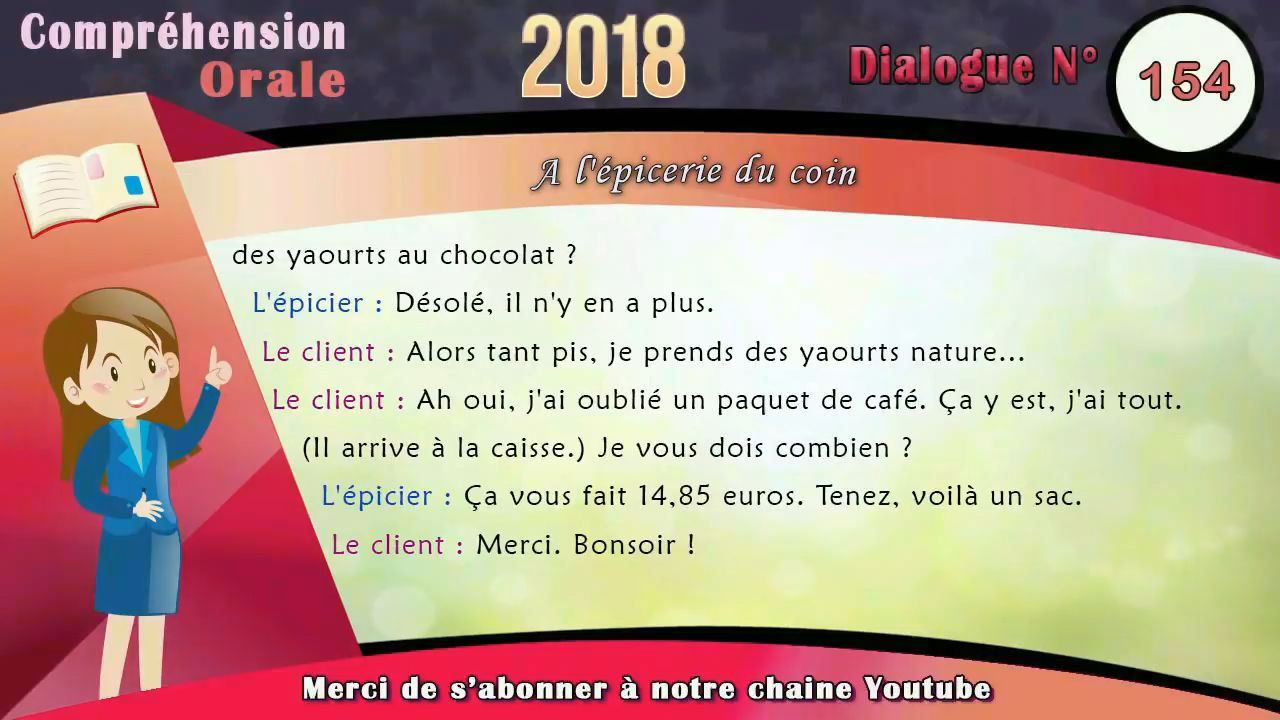 Compréhension
Orale
2018
Dialogue N° 154
A l'épicerie du coin
des yaourts au chocolat ?
L'épicier : Désolé, il n'y en a plus.
Le client : Alors tant pis, je prends des yaourts nature...
Le client : Ah oui, j'ai oublié un paquet de café. Ça y est, j'ai tout.
(Il arrive à la caisse.) Je vous dois combien ?
L'épicier : Ça vous fait 14,85 euros. Tenez, voilà un sac.
Le client : Merci. Bonsoir !
Merci de s'abonner à notre chaine Youtube